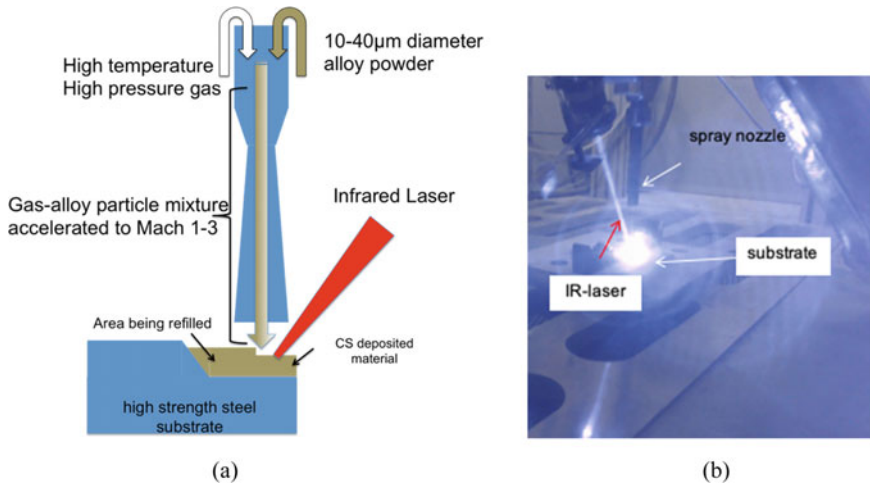 High temperature
High pressure gas
10-40μm diameter
alloy powder
Gas-alloy particle mixture
accelerated to Mach 1-3
Infrared Laser
Area being refilled
CS deposited
material
high strength steel
substrate
(a)
spray nozzle
substrate
IR-laser
(b)